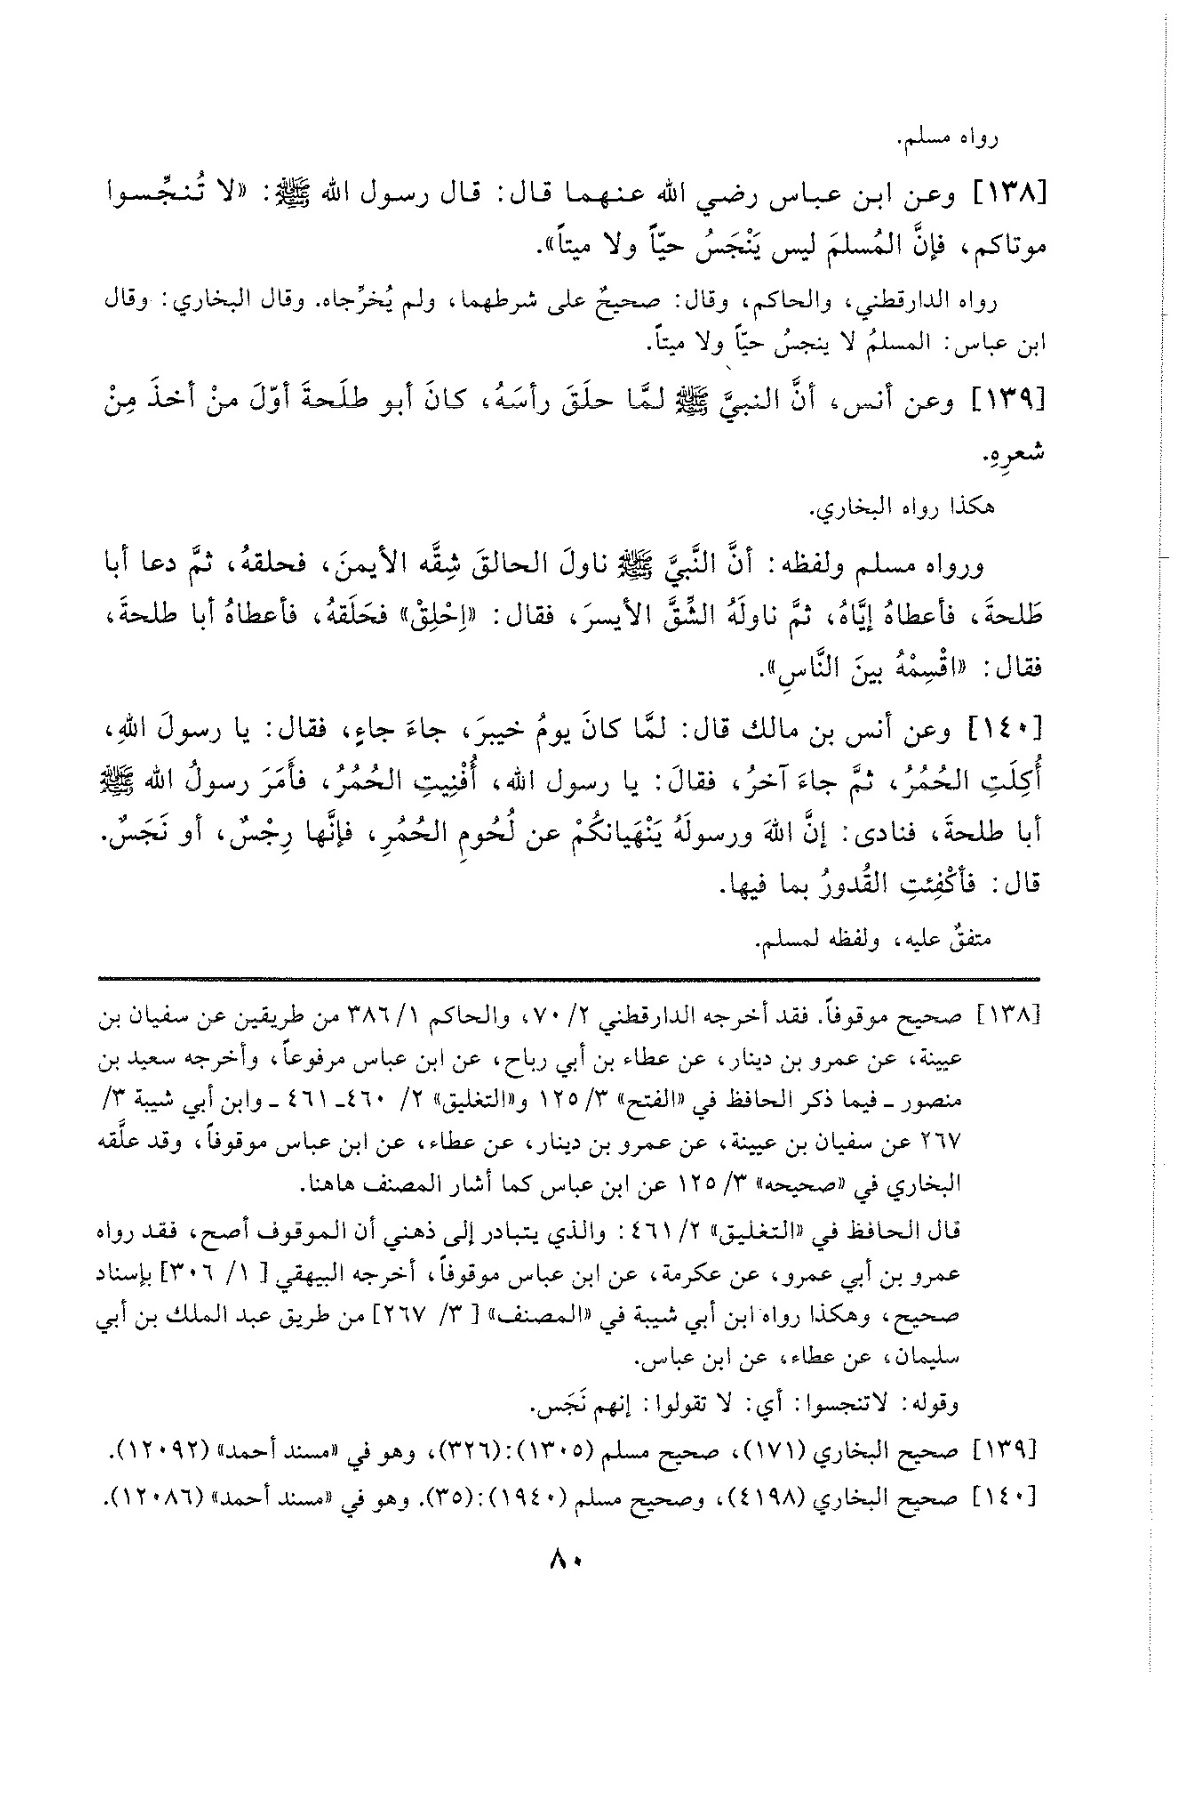 رواه مسلم.
[١٣٨] وعن ابن عباس رضي الله عنهما قال: قال رسول الله ﷺ: «لا تُنجِّسوا
موتاكم، فإنَّ المُسلمَ ليس يَنْجَسُ حيّاً ولا ميتاً».
رواه الدارقطني، والحاكم، وقال: صحيحٌ على شرطهما، ولم يُخرِّجاه. وقال البخاري: وقال
ابن عباس: المسلمُ لا ينجسُ حيّاً ولا ميتاً.
[١٣٩] وعن أنس، أنَّ النبيَّ ﷺ لمَّا حلَقَ رأسَهُ، كانَ أبو طلَحةَ أوّلَ منْ أخذَ مِنْ
شعرِهِ.
هكذا رواه البخاري.
ورواه مسلم ولفظه: أنَّ النَّبيَّ ﷺ ناولَ الحالقَ شِقَّه الأيمنَ، فحلقهُ، ثمَّ دعا أبا
طَلحةَ، فأعطاهُ إيَّاهُ، ثمَّ ناولَهُ الشِّقَّ الأيسرَ، فقال: «اِحْلِقْ» فحَلَقهُ، فأعطاهُ أبا طلحةَ،
فقال: «اقْسِمْهُ بينَ النَّاسِ».
[١٤٠] وعن أنس بن مالك قال: لمَّا كانَ يومُ خيبرَ، جاءَ جاءٍ، فقال: يا رسولَ اللهِ،
أُكِلَتِ الحُمُرُ، ثمَّ جاءَ آخرُ، فقالَ: يا رسول الله، أُفْنِيتِ الحُمُرُ، فأَمَرَ رسولُ الله ﷺ
أبا طلحةَ، فنادى: إنَّ اللهَ ورسولَهُ يَنْهَيانكُمْ عن لُحُومِ الحُمُرِ، فإنَّها رِجْسٌ، أو نَجَسٌ.
قال: فأكْفِئتِ القُدورُ بما فيها.
متفقٌ عليه، ولفظه لمسلم.
[١٣٨] صحيح موقوفاً. فقد أخرجه الدارقطني ٢/ ٧٠، والحاكم ١/ ٣٨٦ من طريقين عن سفيان بن
عيينة، عن عمرو بن دينار، عن عطاء بن أبي رباح، عن ابن عباس مرفوعاً، وأخرجه سعيد بن
منصور ـ فيما ذكر الحافظ في «الفتح» ٣/ ١٢٥ و«التغليق» ٢/ ٤٦٠ـ ٤٦١ ـ وابن أبي شيبة ٣/
٢٦٧ عن سفيان بن عيينة، عن عمرو بن دينار، عن عطاء، عن ابن عباس موقوفاً، وقد علَّقه
البخاري في «صحيحه» ٣/ ١٢٥ عن ابن عباس كما أشار المصنف هاهنا.
قال الحافظ في «التغليق» ٢/ ٤٦١: والذي يتبادر إلى ذهني أن الموقوف أصح، فقد رواه
عمرو بن أبي عمرو، عن عكرمة، عن ابن عباس موقوفاً، أخرجه البيهقي [١/ ٣٠٦] بإسناد
صحيح، وهكذا رواه ابن أبي شيبة في «المصنف» [٣/ ٢٦٧] من طريق عبد الملك بن أبي
سليمان، عن عطاء، عن ابن عباس.
وقوله: لاتنجسوا: أي: لا تقولوا: إنهم نَجَس.
[١٣٩] صحيح البخاري (١٧١)، صحيح مسلم (١٣٠٥):(٣٢٦)، وهو في «مسند أحمد» (١٢٠٩٢).
[١٤٠] صحيح البخاري (٤١٩٨)، وصحيح مسلم (١٩٤٠):(٣٥). وهو في «مسند أحمد» (١٢٠٨٦).
٨٠